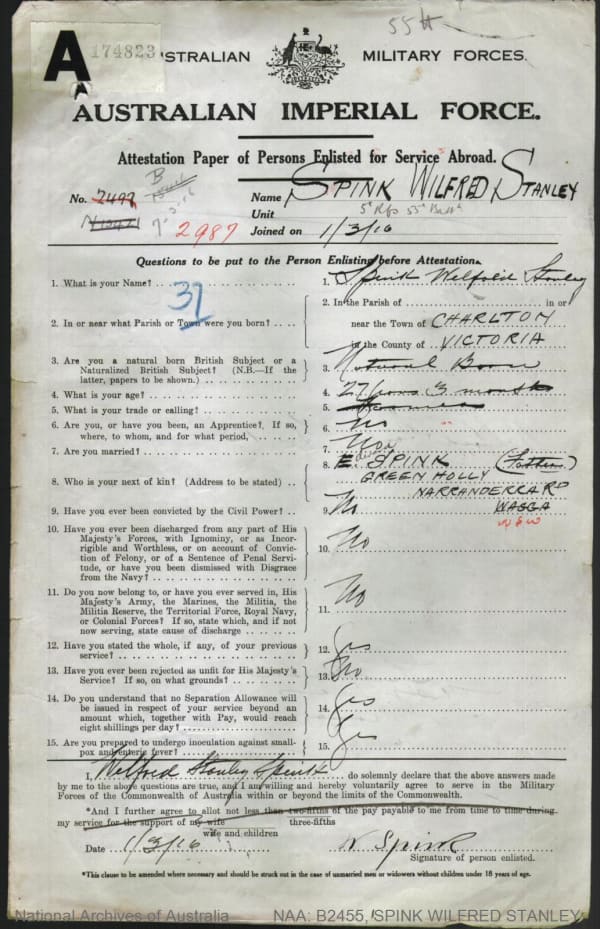 55th
A
174823
AUSTRALIAN MILITARY FORCES.
AUSTRALIAN IMPERIAL FORCE.
Attestation Paper of Persons Enlisted for Service Abroad.
B
No. 2497 Name SPINK WILFRED STANLEY
Unit 5th Rfs 55th Battn
2987 Joined on 1/3/16
Questions to be put to the Person Enlisting before Attestation.
1. What is your Name? 1. Spink Welfred Stanley
37
2. In or near what Parish or Town were you born? 2. In the Parish of in or
near the Town of CHARLTON
in the County of VICTORIA
3. Are you a natural born British Subject or a
Naturalized British Subject? (N.B.—If the
latter, papers to be shown.) 3. Natural Born
4. What is your age? 4. 27 years 3 months
5. What is your trade or calling? 5.
6. Are you, or have you been, an Apprentice? If so,
where, to whom, and for what period, 6. No
7. Are you married? 7. No
8. Who is your next of kin? (Address to be stated) 8. E. SPINK (Father)
GREEN HOLLY
NARRANDERRA RD
WAGGA
NSW
9. Have you ever been convicted by the Civil Power? 9. No
10. Have you ever been discharged from any part of His
Majesty's Forces, with Ignominy, or as Incor-
rigible and Worthless, or on account of Convic-
tion of Felony, or of a Sentence of Penal Servi-
tude, or have you been dismissed with Disgrace
from the Navy? 10. No
11. Do you now belong to, or have you ever served in, His
Majesty's Army, the Marines, the Militia, the
Militia Reserve, the Territorial Force, Royal Navy,
or Colonial Forces? If so, state which, and if not
now serving, state cause of discharge 11. No
12. Have you stated the whole, if any, of your previous
service? 12. Yes
13. Have you ever been rejected as unfit for His Majesty's
Service? If so, on what grounds? 13. No
14. Do you understand that no Separation Allowance will
be issued in respect of your service beyond an
amount which, together with Pay, would reach
eight shillings per day? 14. Yes
15. Are you prepared to undergo inoculation against small-
pox and enteric fever? 15. Yes
I, Welfred Stanley Spink do solemnly declare that the above answers made
by me to the above questions are true, and I am willing and hereby voluntarily agree to serve in the Military
Forces of the Commonwealth of Australia within or beyond the limits of the Commonwealth.
*And I further agree to allot not less than two-fifths of the pay payable to me from time to time during
my service for the support of my wife three-fifths
wife and children
Date 1/3/16 W Spink
Signature of person enlisted.
*This clause to be amended where necessary and should be struck out in the case of unmarried men or widowers without children under 18 years of age.
National Archives of Australia NAA: B2455, SPINK WILFRED STANLEY